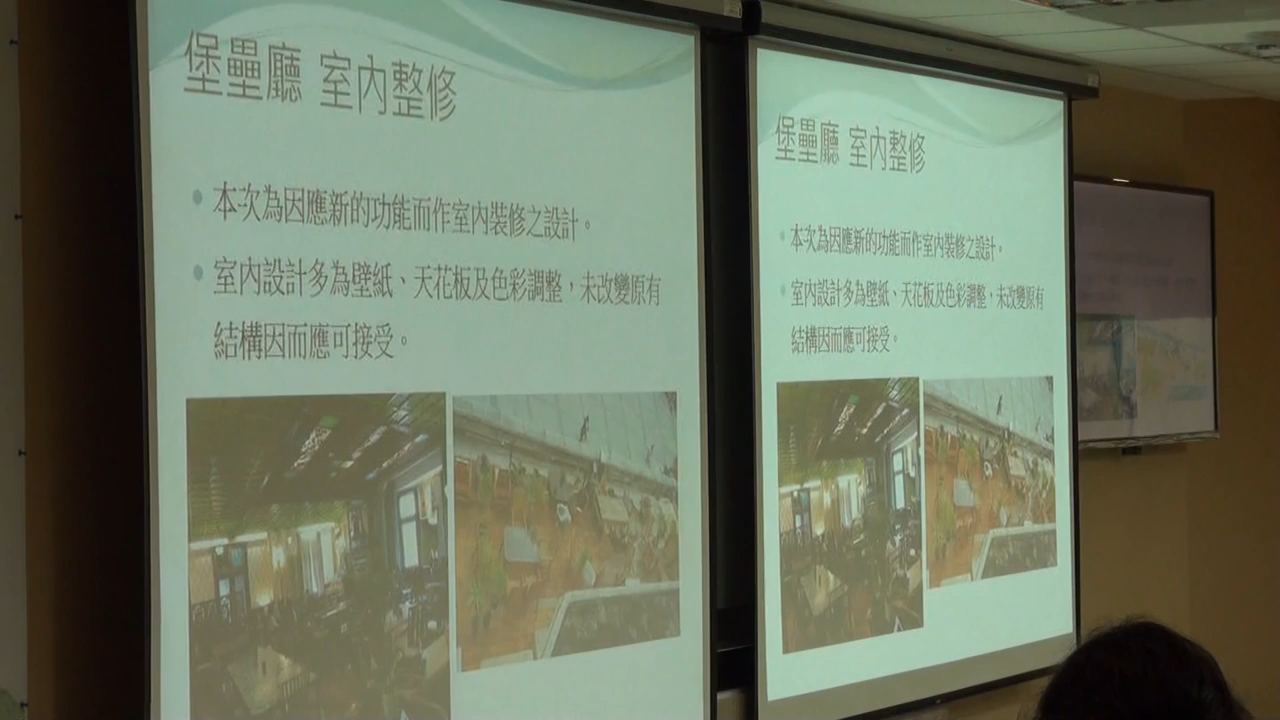 堡壘廳 室內整修
本次為因應新的功能而作室內裝修之設計。
室內設計多為壁紙、天花板及色彩調整，未改變原有
結構因而應可接受。
堡壘廳 室內整修
本次為因應新的功能而作室內裝修之設計。
室內設計多為壁紙、天花板及色彩調整，未改變原有
結構因而應可接受。